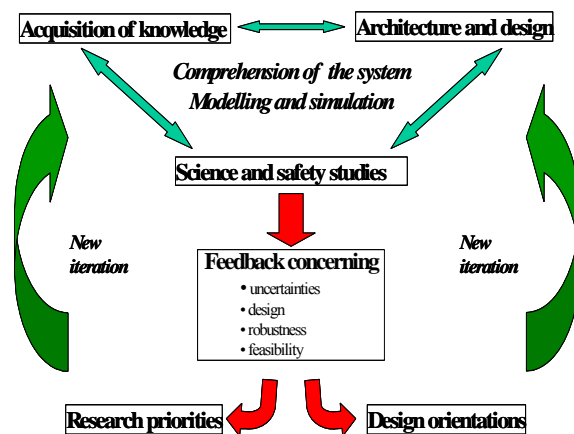 Acquisition of knowledge
Architecture and design
Comprehension of the system
Modelling and simulation
Science and safety studies
New
iteration
Feedback concerning
• uncertainties
• design
• robustness
• feasibility
New
iteration
Research priorities
Design orientations